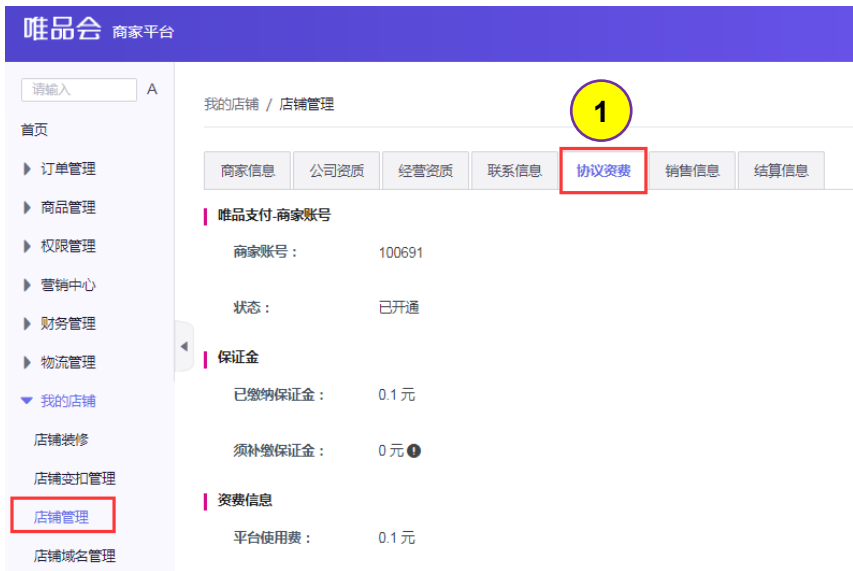 唯品会 商家平台
请输入 A
首页
订单管理
商品管理
权限管理
营销中心
财务管理
物流管理
我的店铺
店铺装修
店铺变扣管理
店铺管理
店铺域名管理
我的店铺 / 店铺管理
1
商家信息 公司资质 经营资质 联系信息 协议资费 销售信息 结算信息
唯品支付-商家账号
商家账号： 100691
状态： 已开通
保证金
已缴纳保证金： 0.1 元
须补缴保证金： 0 元
资费信息
平台使用费： 0.1 元